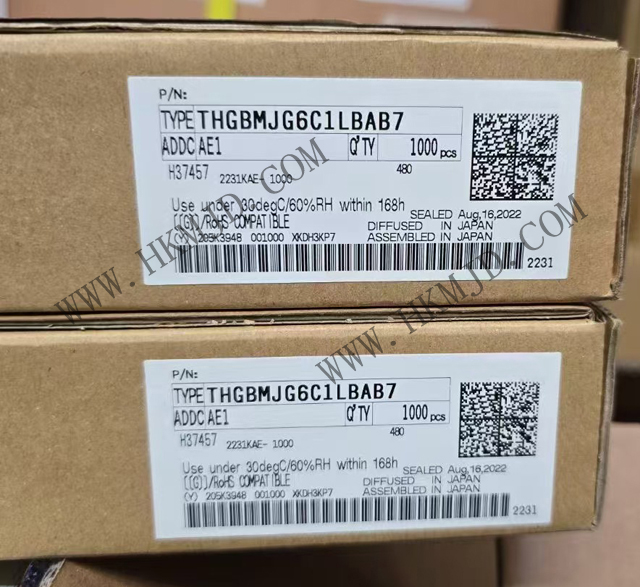 P/N:
TYPE THGBMJG6C1LBAB7
ADDC AE1 Q'TY 1000 pcs
H37457 2231KAE- 1000 480
Use under 30degC/60%RH within 168h
SEALED Aug,16,2022
[[G]]/RoHS COMPATIBLE DIFFUSED IN JAPAN
(Y) 205K3948 001000 XKDH3KP7 ASSEMBLED IN JAPAN
2231
WWW.HKMJD.COM
P/N:
TYPE THGBMJG6C1LBAB7
ADDC AE1 Q'TY 1000 pcs
H37457 2231KAE- 1000 480
Use under 30degC/60%RH within 168h
SEALED Aug,16,2022
[[G]]/RoHS COMPATIBLE DIFFUSED IN JAPAN
(Y) 205K3948 001000 XKDH3KP7 ASSEMBLED IN JAPAN
2231
WWW.HKMJD.COM